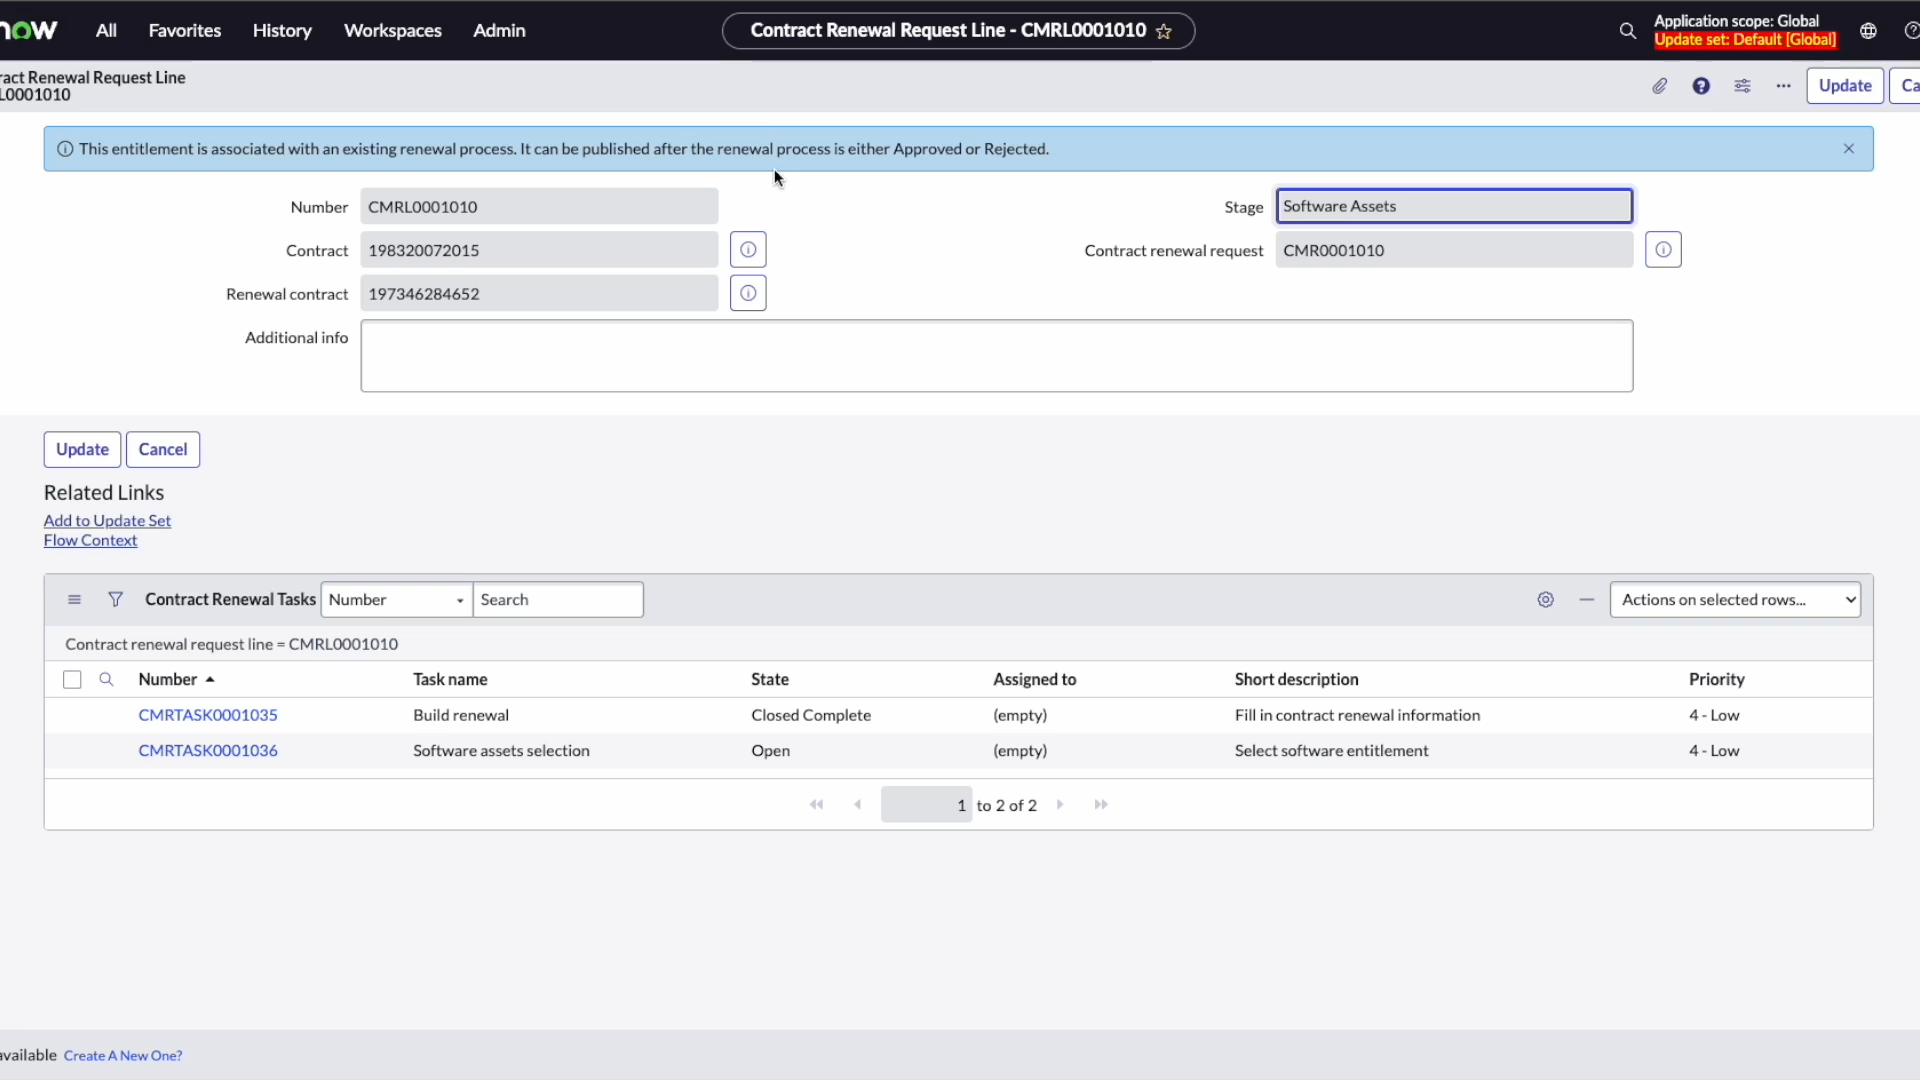 now All Favorites History Workspaces Admin Contract Renewal Request Line - CMRL0001010 Application scope: Global
Update set: Default [Global]
ract Renewal Request Line
L0001010
Update Ca
This entitlement is associated with an existing renewal process. It can be published after the renewal process is either Approved or Rejected.
Number CMRL0001010 Stage Software Assets
Contract 198320072015 Contract renewal request CMR0001010
Renewal contract 197346284652
Additional info
Update Cancel
Related Links
Add to Update Set
Flow Context
Contract Renewal Tasks Number Search Actions on selected rows...
Contract renewal request line = CMRL0001010
Number Task name State Assigned to Short description Priority
CMRTASK0001035 Build renewal Closed Complete (empty) Fill in contract renewal information 4 - Low
CMRTASK0001036 Software assets selection Open (empty) Select software entitlement 4 - Low
1 to 2 of 2
available Create A New One?